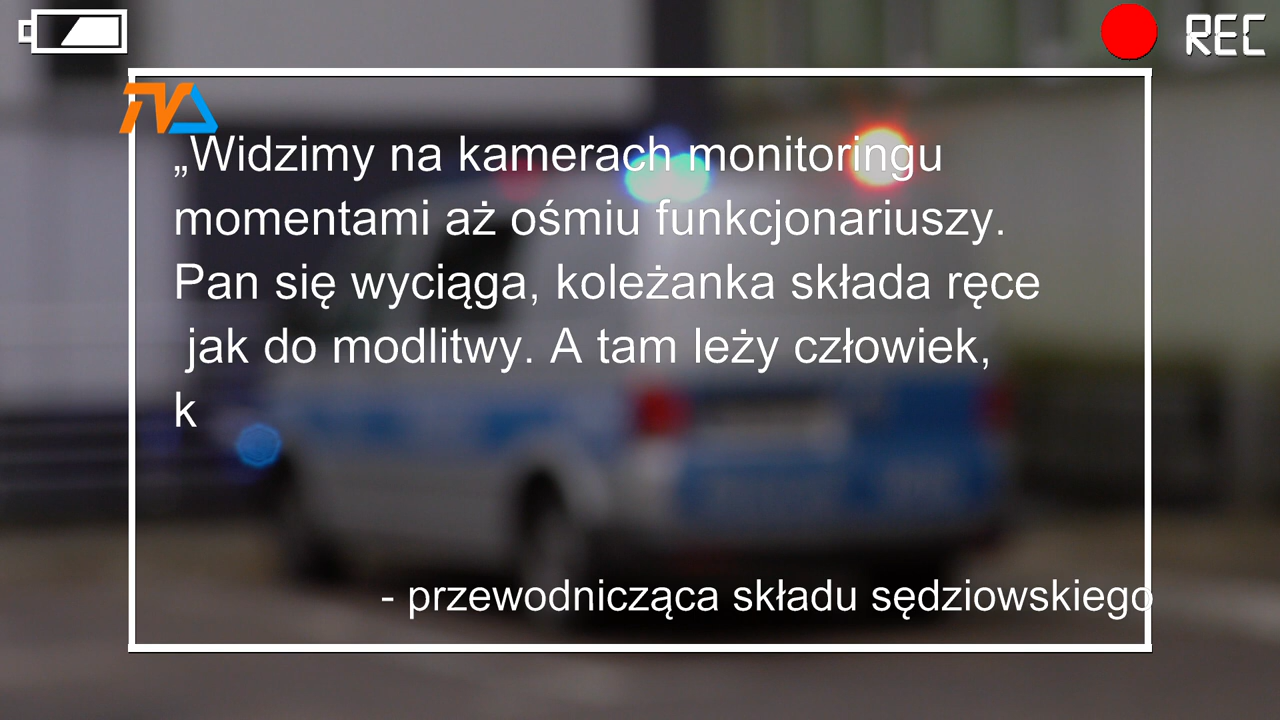 REC
TVA
„Widzimy na kamerach monitoringu
momentami aż ośmiu funkcjonariuszy.
Pan się wyciąga, koleżanka składa ręce
jak do modlitwy. A tam leży człowiek,
k
- przewodnicząca składu sędziowskiego